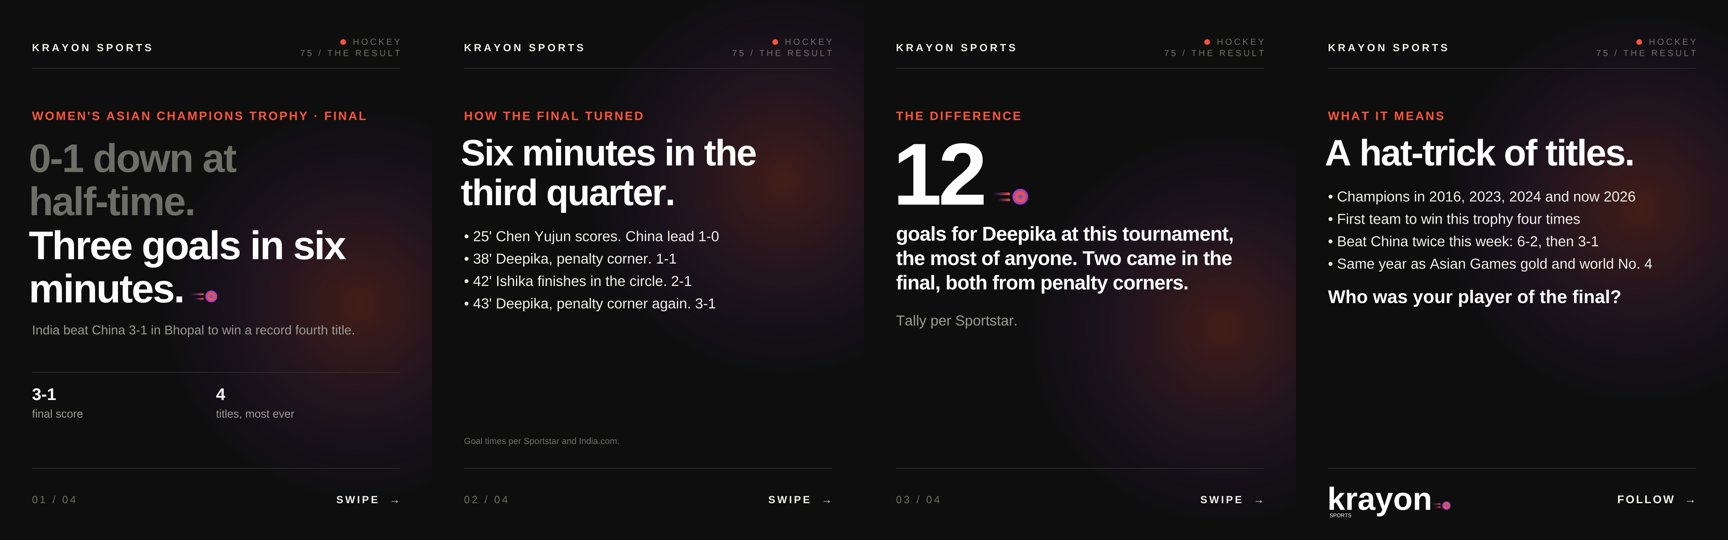 KRAYON SPORTS
HOCKEY
75 / THE RESULT
WOMEN'S ASIAN CHAMPIONS TROPHY · FINAL
0-1 down at
half-time.
Three goals in six
minutes.
India beat China 3-1 in Bhopal to win a record fourth title.
3-1
final score
4
titles, most ever
01 / 04
SWIPE →
KRAYON SPORTS
HOCKEY
75 / THE RESULT
HOW THE FINAL TURNED
Six minutes in the
third quarter.
• 25' Chen Yujun scores. China lead 1-0
• 38' Deepika, penalty corner. 1-1
• 42' Ishika finishes in the circle. 2-1
• 43' Deepika, penalty corner again. 3-1
Goal times per Sportstar and India.com.
02 / 04
SWIPE →
KRAYON SPORTS
HOCKEY
75 / THE RESULT
THE DIFFERENCE
12
goals for Deepika at this tournament,
the most of anyone. Two came in the
final, both from penalty corners.
Tally per Sportstar.
03 / 04
SWIPE →
KRAYON SPORTS
HOCKEY
75 / THE RESULT
WHAT IT MEANS
A hat-trick of titles.
• Champions in 2016, 2023, 2024 and now 2026
• First team to win this trophy four times
• Beat China twice this week: 6-2, then 3-1
• Same year as Asian Games gold and world No. 4
Who was your player of the final?
krayon
SPORTS
FOLLOW →